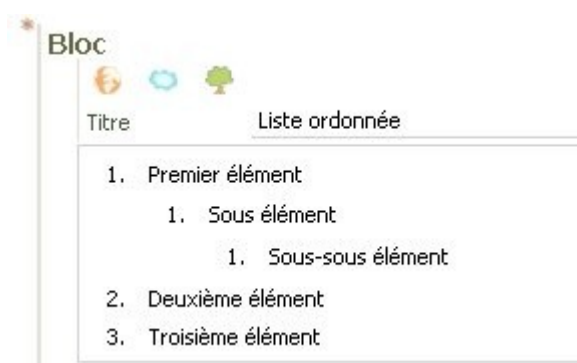 * Bloc
Titre Liste ordonnée
1. Premier élément
1. Sous élément
1. Sous-sous élément
2. Deuxième élément
3. Troisième élément